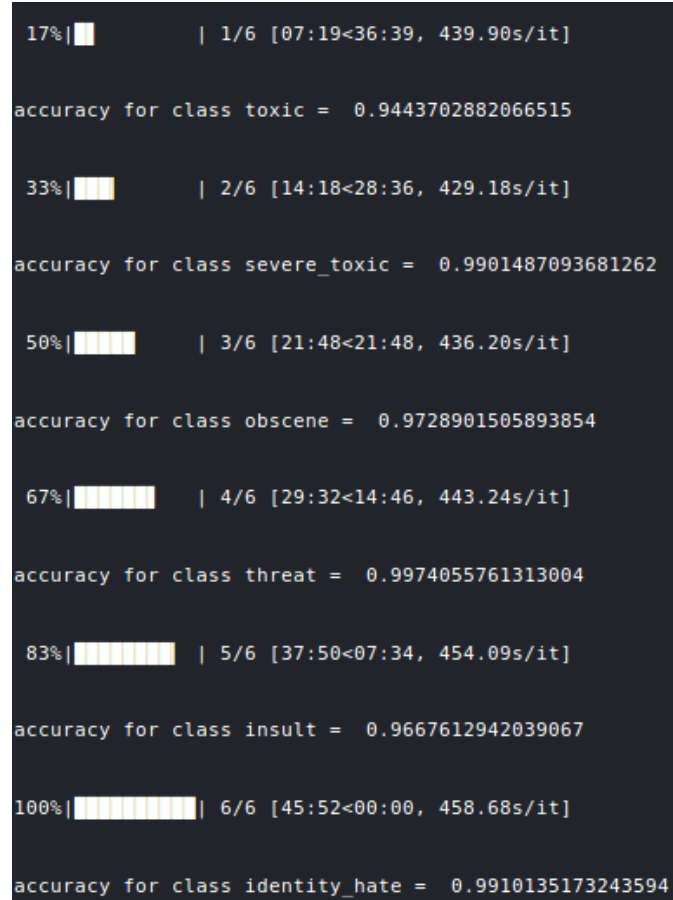 17%|█▋        | 1/6 [07:19<36:39, 439.90s/it]
accuracy for class toxic =  0.9443702882066515
33%|███▎      | 2/6 [14:18<28:36, 429.18s/it]
accuracy for class severe_toxic =  0.9901487093681262
50%|█████     | 3/6 [21:48<21:48, 436.20s/it]
accuracy for class obscene =  0.9728901505893854
67%|██████▋   | 4/6 [29:32<14:46, 443.24s/it]
accuracy for class threat =  0.9974055761313004
83%|████████▎ | 5/6 [37:50<07:34, 454.09s/it]
accuracy for class insult =  0.9667612942039067
100%|██████████| 6/6 [45:52<00:00, 458.68s/it]
accuracy for class identity_hate =  0.9910135173243594